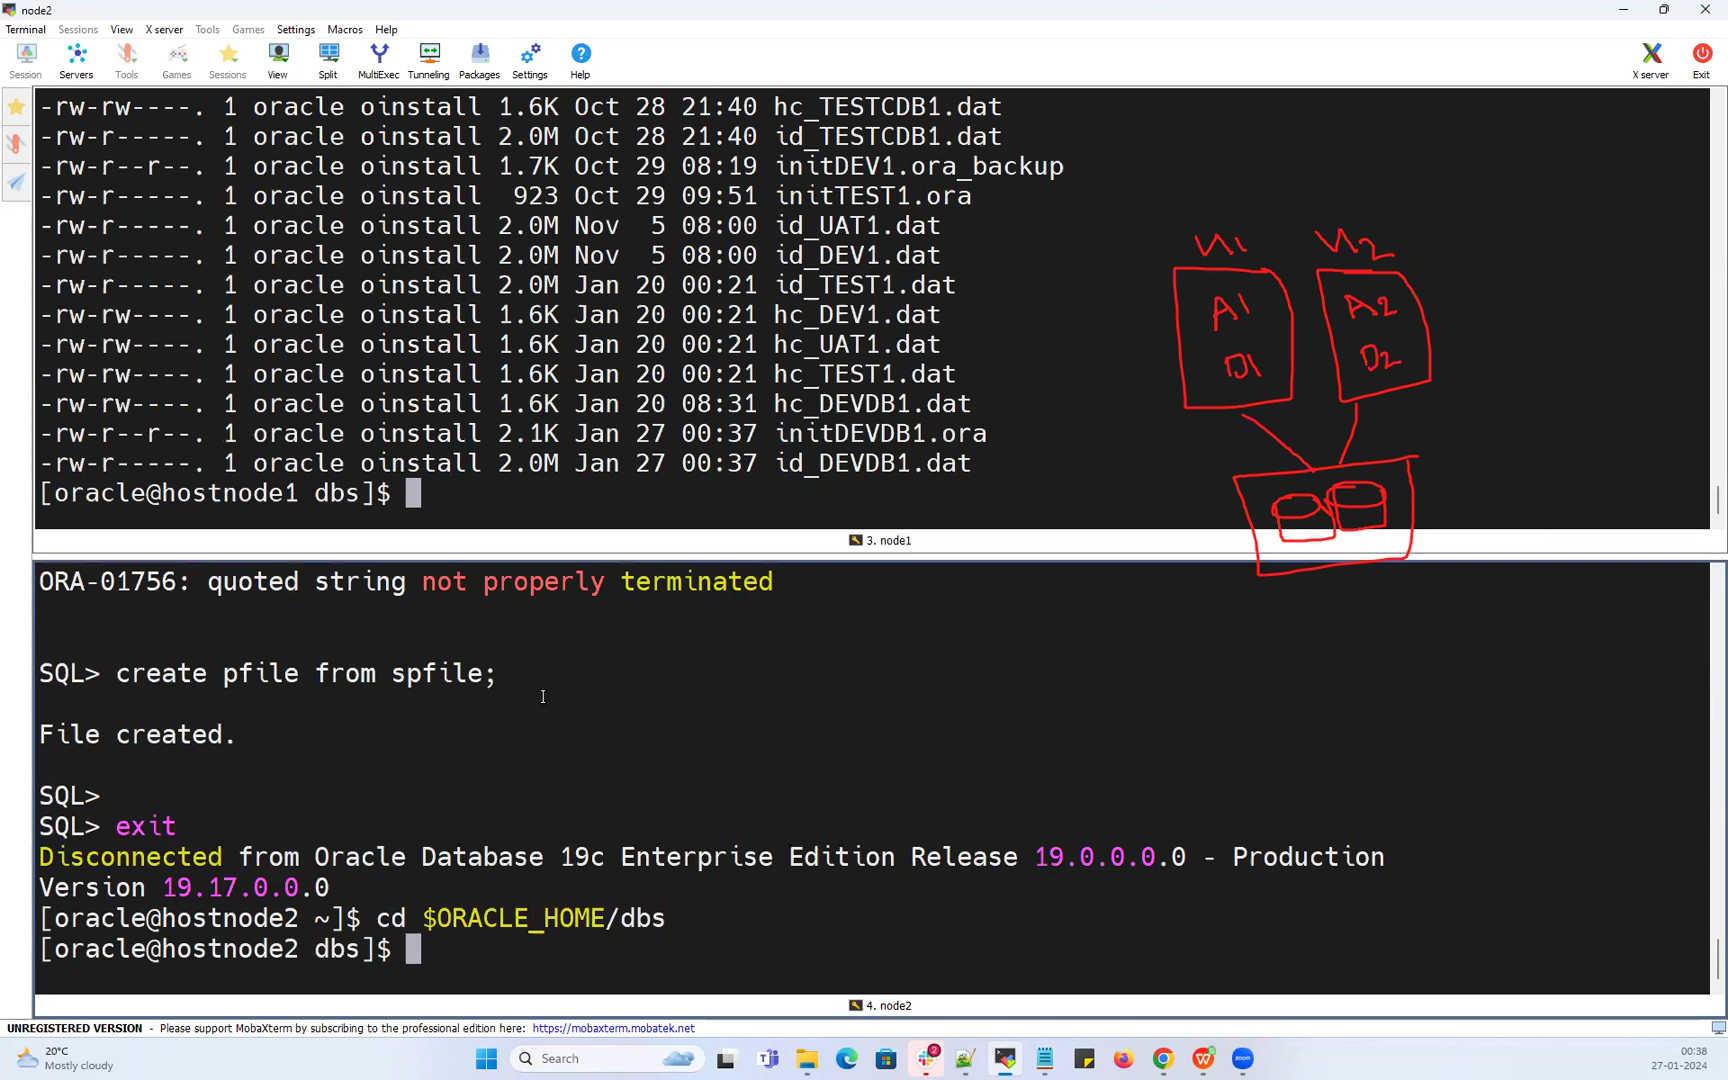 node2
Terminal Sessions View X server Tools Games Settings Macros Help
Session Servers Tools Games Sessions View Split MultiExec Tunneling Packages Settings Help X server Exit
-rw-rw----. 1 oracle oinstall 1.6K Oct 28 21:40 hc_TESTCDB1.dat
-rw-r-----. 1 oracle oinstall 2.0M Oct 28 21:40 id_TESTCDB1.dat
-rw-r--r--. 1 oracle oinstall 1.7K Oct 29 08:19 initDEV1.ora_backup
-rw-r-----. 1 oracle oinstall  923 Oct 29 09:51 initTEST1.ora
-rw-r-----. 1 oracle oinstall 2.0M Nov  5 08:00 id_UAT1.dat
-rw-r-----. 1 oracle oinstall 2.0M Nov  5 08:00 id_DEV1.dat
-rw-r-----. 1 oracle oinstall 2.0M Jan 20 00:21 id_TEST1.dat
-rw-rw----. 1 oracle oinstall 1.6K Jan 20 00:21 hc_DEV1.dat
-rw-rw----. 1 oracle oinstall 1.6K Jan 20 00:21 hc_UAT1.dat
-rw-rw----. 1 oracle oinstall 1.6K Jan 20 00:21 hc_TEST1.dat
-rw-rw----. 1 oracle oinstall 1.6K Jan 20 08:31 hc_DEVDB1.dat
-rw-r--r--. 1 oracle oinstall 2.1K Jan 27 00:37 initDEVDB1.ora
-rw-r-----. 1 oracle oinstall 2.0M Jan 27 00:37 id_DEVDB1.dat
[oracle@hostnode1 dbs]$
N1 N2
A1 A2
D1 D2
3. node1
ORA-01756: quoted string not properly terminated
SQL> create pfile from spfile;
File created.
SQL>
SQL> exit
Disconnected from Oracle Database 19c Enterprise Edition Release 19.0.0.0.0 - Production
Version 19.17.0.0.0
[oracle@hostnode2 ~]$ cd $ORACLE_HOME/dbs
[oracle@hostnode2 dbs]$
4. node2
UNREGISTERED VERSION - Please support MobaXterm by subscribing to the professional edition here: https://mobaxterm.mobatek.net
20°C
Mostly cloudy
Search
2
00:38
27-01-2024